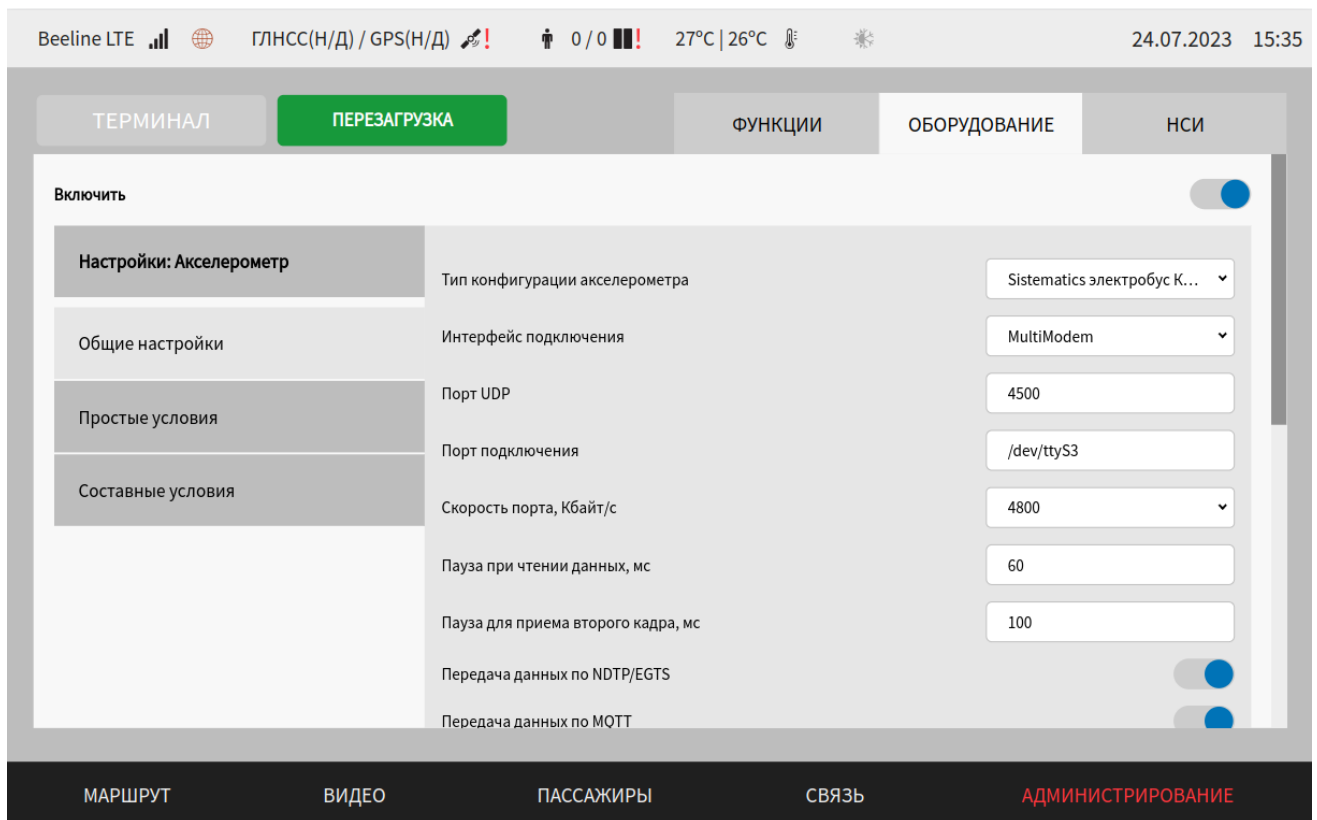 Beeline LTE ГЛНСС(Н/Д) / GPS(Н/Д) ! 0 / 0 ! 27°C | 26°C 24.07.2023 15:35
ТЕРМИНАЛ ПЕРЕЗАГРУЗКА ФУНКЦИИ ОБОРУДОВАНИЕ НСИ
Включить
Настройки: Акселерометр
Общие настройки
Простые условия
Составные условия
Тип конфигурации акселерометра Sistematics электробус К...
Интерфейс подключения MultiModem
Порт UDP 4500
Порт подключения /dev/ttyS3
Скорость порта, Кбайт/с 4800
Пауза при чтении данных, мс 60
Пауза для приема второго кадра, мс 100
Передача данных по NDTP/EGTS
Передача данных по MQTT
МАРШРУТ ВИДЕО ПАССАЖИРЫ СВЯЗЬ АДМИНИСТРИРОВАНИЕ